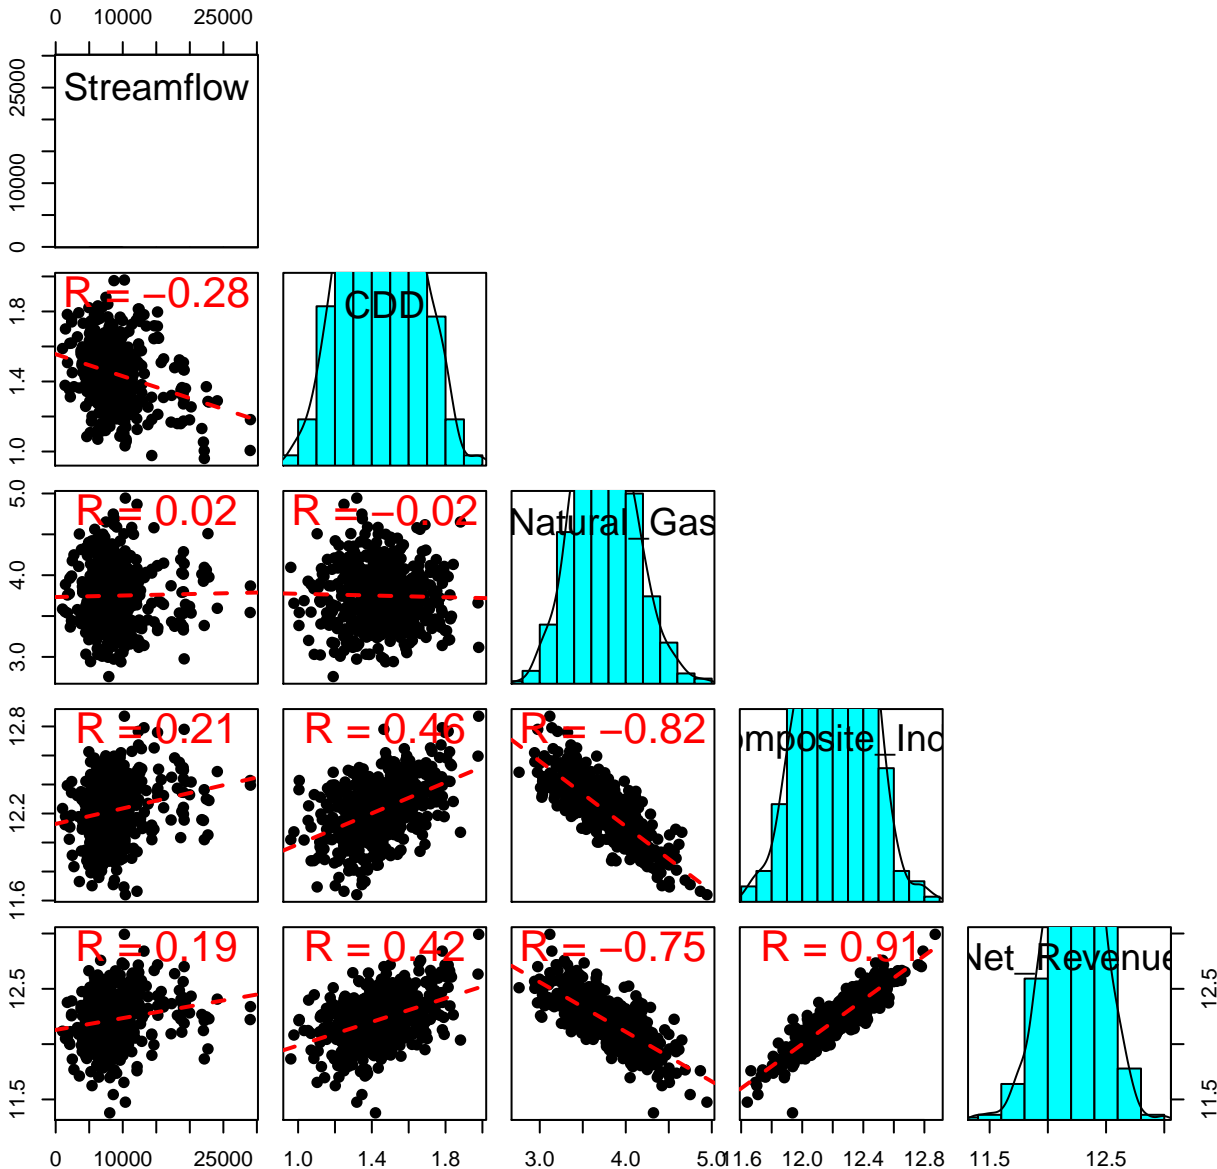 0 10000 25000
Streamflow
0 10000 25000
R = −0.28
CDD
1.0 1.4 1.8
R = 0.02
R = −0.02
Natural_Gas
3.0 4.0 5.0
R = 0.21
R = 0.46
R = −0.82
omposite_Ind
11.6 12.2 12.8
R = 0.19
R = 0.42
R = −0.75
R = 0.91
Net_Revenue
11.5 12.5
11.5 12.5
0 10000 25000
1.0 1.4 1.8
3.0 4.0 5.0
11.6 12.0 12.4 12.8
11.5 12.5